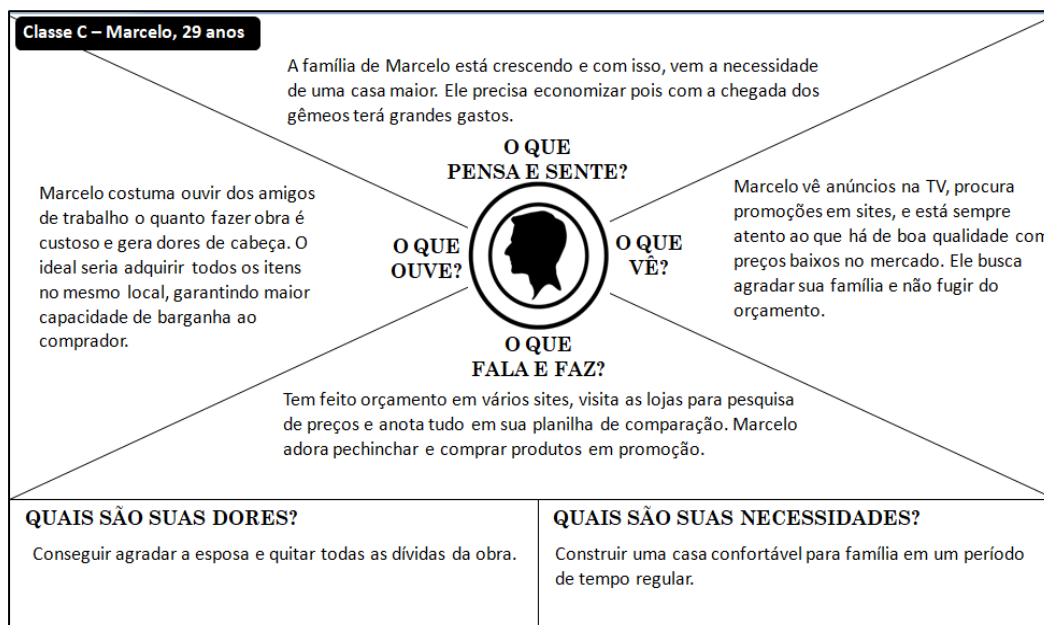 Classe C – Marcelo, 29 anos
A família de Marcelo está crescendo e com isso, vem a necessidade
de uma casa maior. Ele precisa economizar pois com a chegada dos
gêmeos terá grandes gastos.
O QUE
PENSA E SENTE?
Marcelo costuma ouvir dos amigos
de trabalho o quanto fazer obra é
custoso e gera dores de cabeça. O
ideal seria adquirir todos os itens
no mesmo local, garantindo maior
capacidade de barganha ao
comprador.
O QUE
OUVE?
O QUE
VÊ?
Marcelo vê anúncios na TV, procura
promoções em sites, e está sempre
atento ao que há de boa qualidade com
preços baixos no mercado. Ele busca
agradar sua família e não fugir do
orçamento.
O QUE
FALA E FAZ?
Tem feito orçamento em vários sites, visita as lojas para pesquisa
de preços e anota tudo em sua planilha de comparação. Marcelo
adora pechinchar e comprar produtos em promoção.
QUAIS SÃO SUAS DORES?
Conseguir agradar a esposa e quitar todas as dívidas da obra.
QUAIS SÃO SUAS NECESSIDADES?
Construir uma casa confortável para família em um período
de tempo regular.